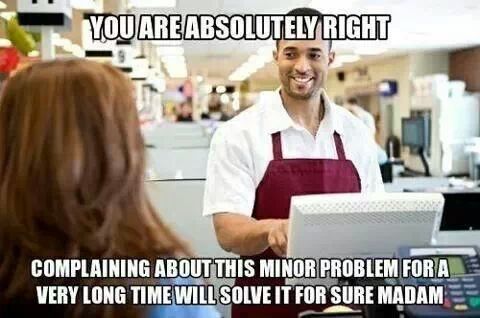 YOU ARE ABSOLUTELY RIGHT
COMPLAINING ABOUT THIS MINOR PROBLEM FOR A
VERY LONG TIME WILL SOLVE IT FOR SURE MADAM